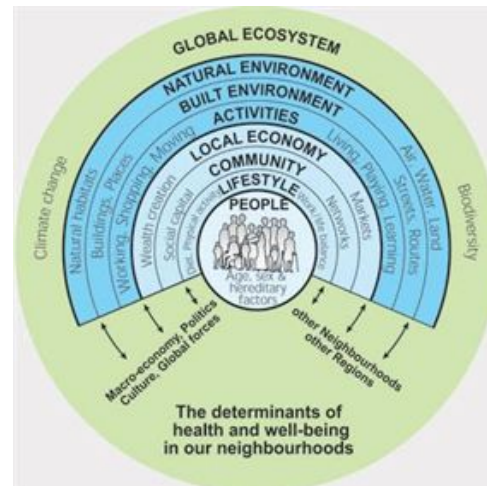 GLOBAL ECOSYSTEM
NATURAL ENVIRONMENT
BUILT ENVIRONMENT
ACTIVITIES
LOCAL ECONOMY
COMMUNITY
LIFESTYLE
PEOPLE
Climate change
Natural habitats
Buildings, Places
Working, Shopping, Moving
Wealth creation
Social capital
Diet, Physical activity
Work/life balance
Networks
Markets
Living, Playing, Learning
Streets, Routes
Air, Water, Land
Biodiversity
Age, sex &
hereditary
factors
Macro-economy, Politics
Culture, Global forces
other Neighbourhoods
other Regions
The determinants of
health and well-being
in our neighbourhoods